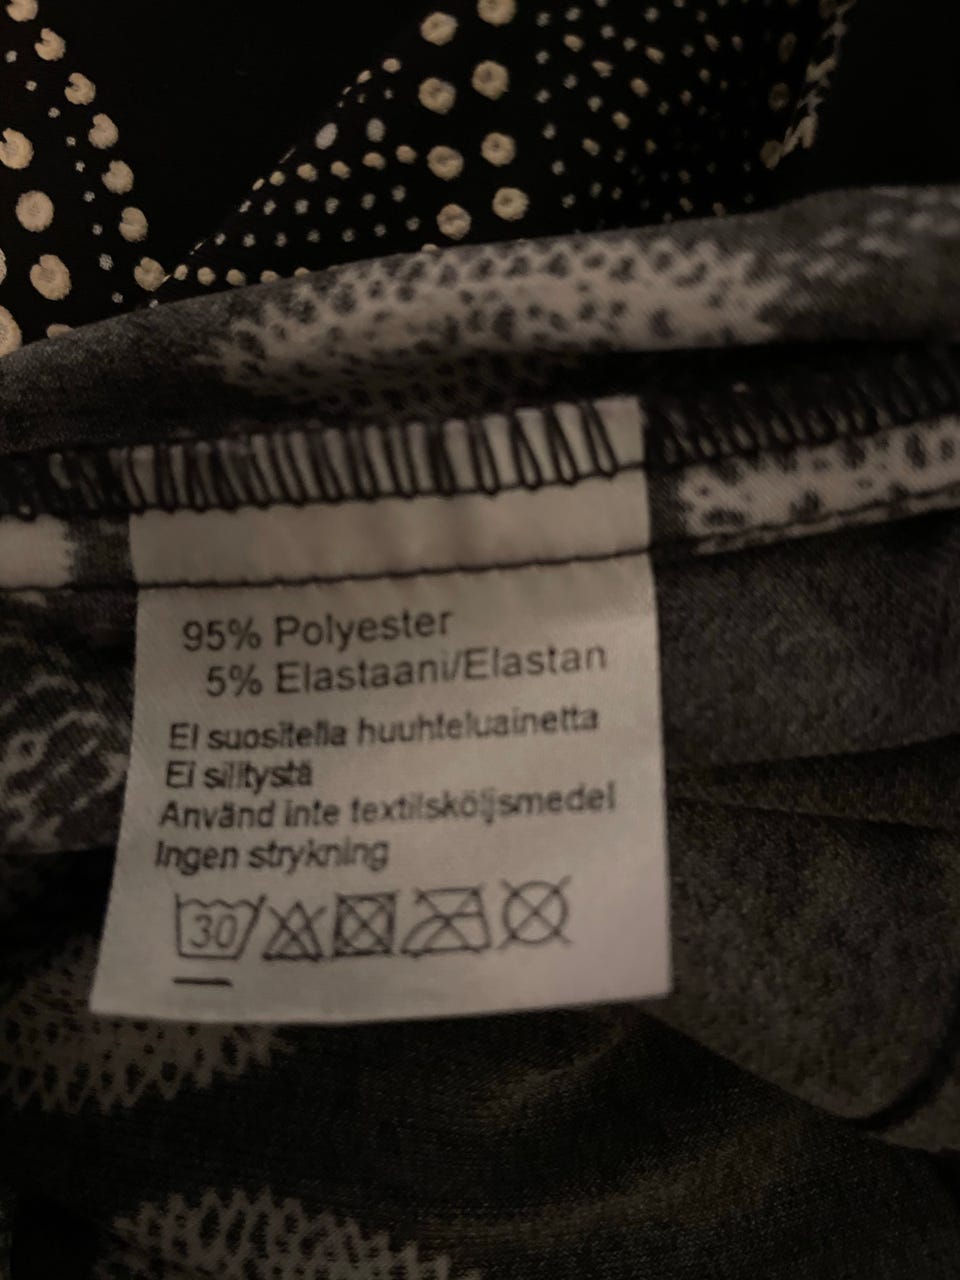 95% Polyester
5% Elastaani/Elastan
Ei suositella huuhteluainetta
Ei silitystä
Använd inte textilsköljsmedel
Ingen strykning
30